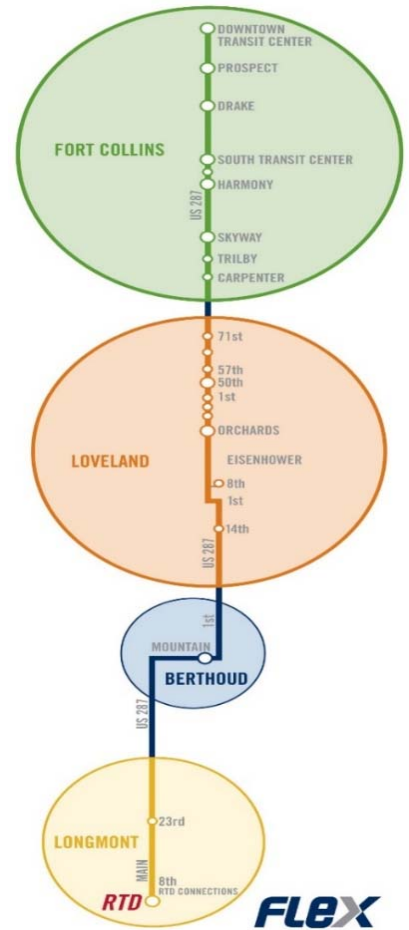 DOWNTOWN
TRANSIT CENTER
PROSPECT
DRAKE
FORT COLLINS
SOUTH TRANSIT CENTER
HARMONY
US 287
SKYWAY
TRILBY
CARPENTER
71st
57th
50th
1st
ORCHARDS
LOVELAND
EISENHOWER
8th
1st
14th
US 287
1st
MOUNTAIN
BERTHOUD
US 287
23rd
LONGMONT
MAIN
8th
RTD CONNECTIONS
RTD
FLEX